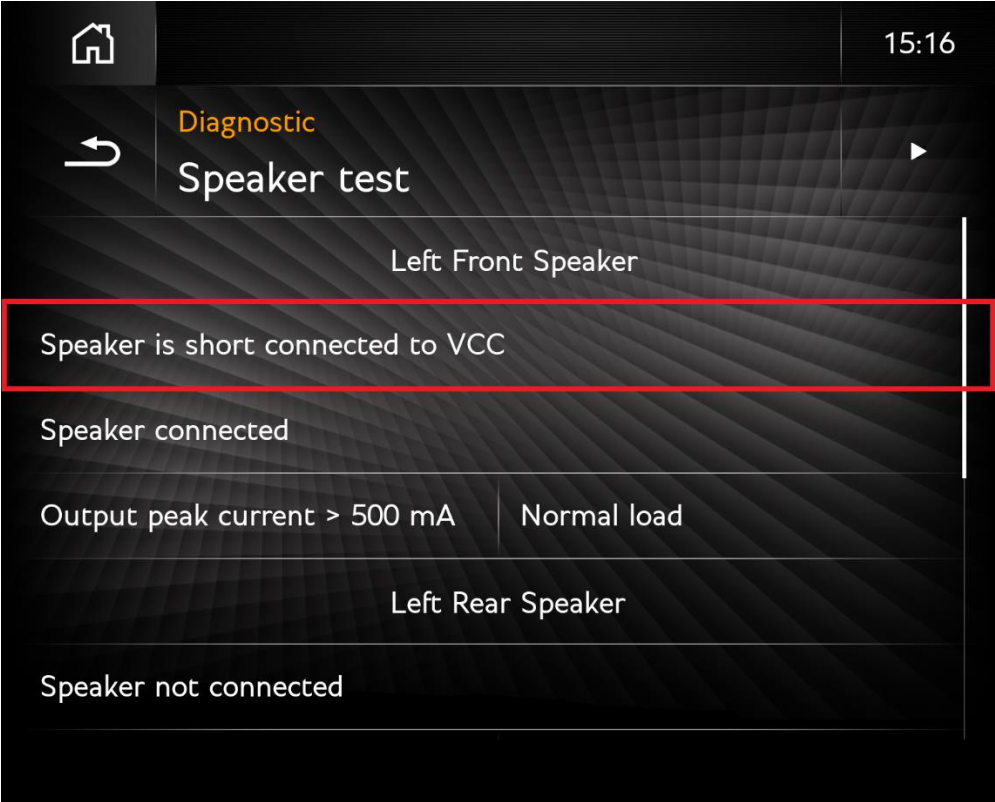 15:16
Diagnostic
Speaker test
Left Front Speaker
Speaker is short connected to VCC
Speaker connected
Output peak current > 500 mA Normal load
Left Rear Speaker
Speaker not connected